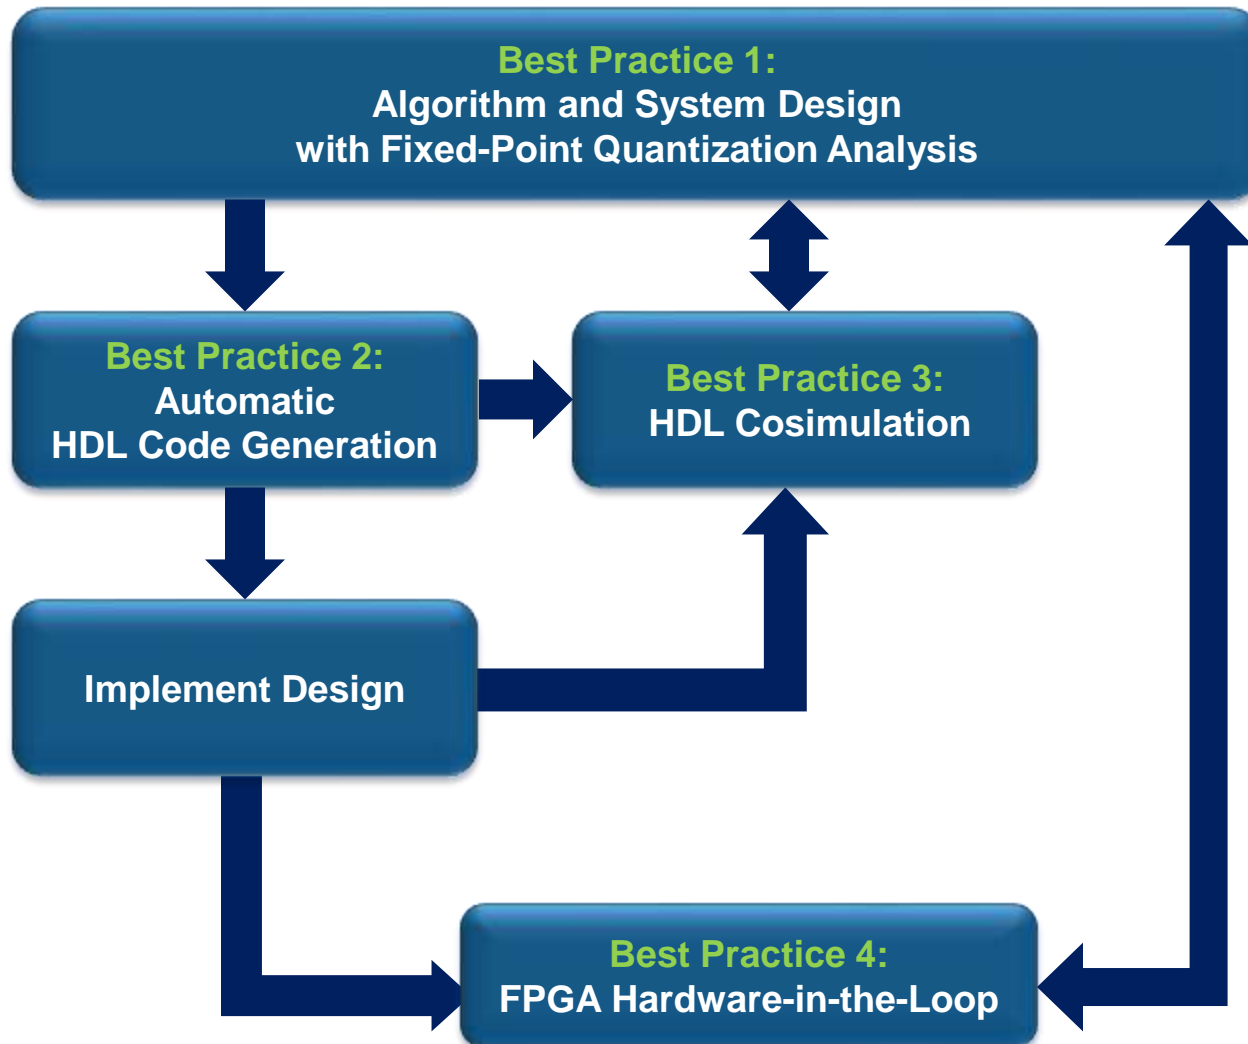 Best Practice 1:
Algorithm and System Design
with Fixed-Point Quantization Analysis
Best Practice 2:
Automatic
HDL Code Generation
Best Practice 3:
HDL Cosimulation
Implement Design
Best Practice 4:
FPGA Hardware-in-the-Loop